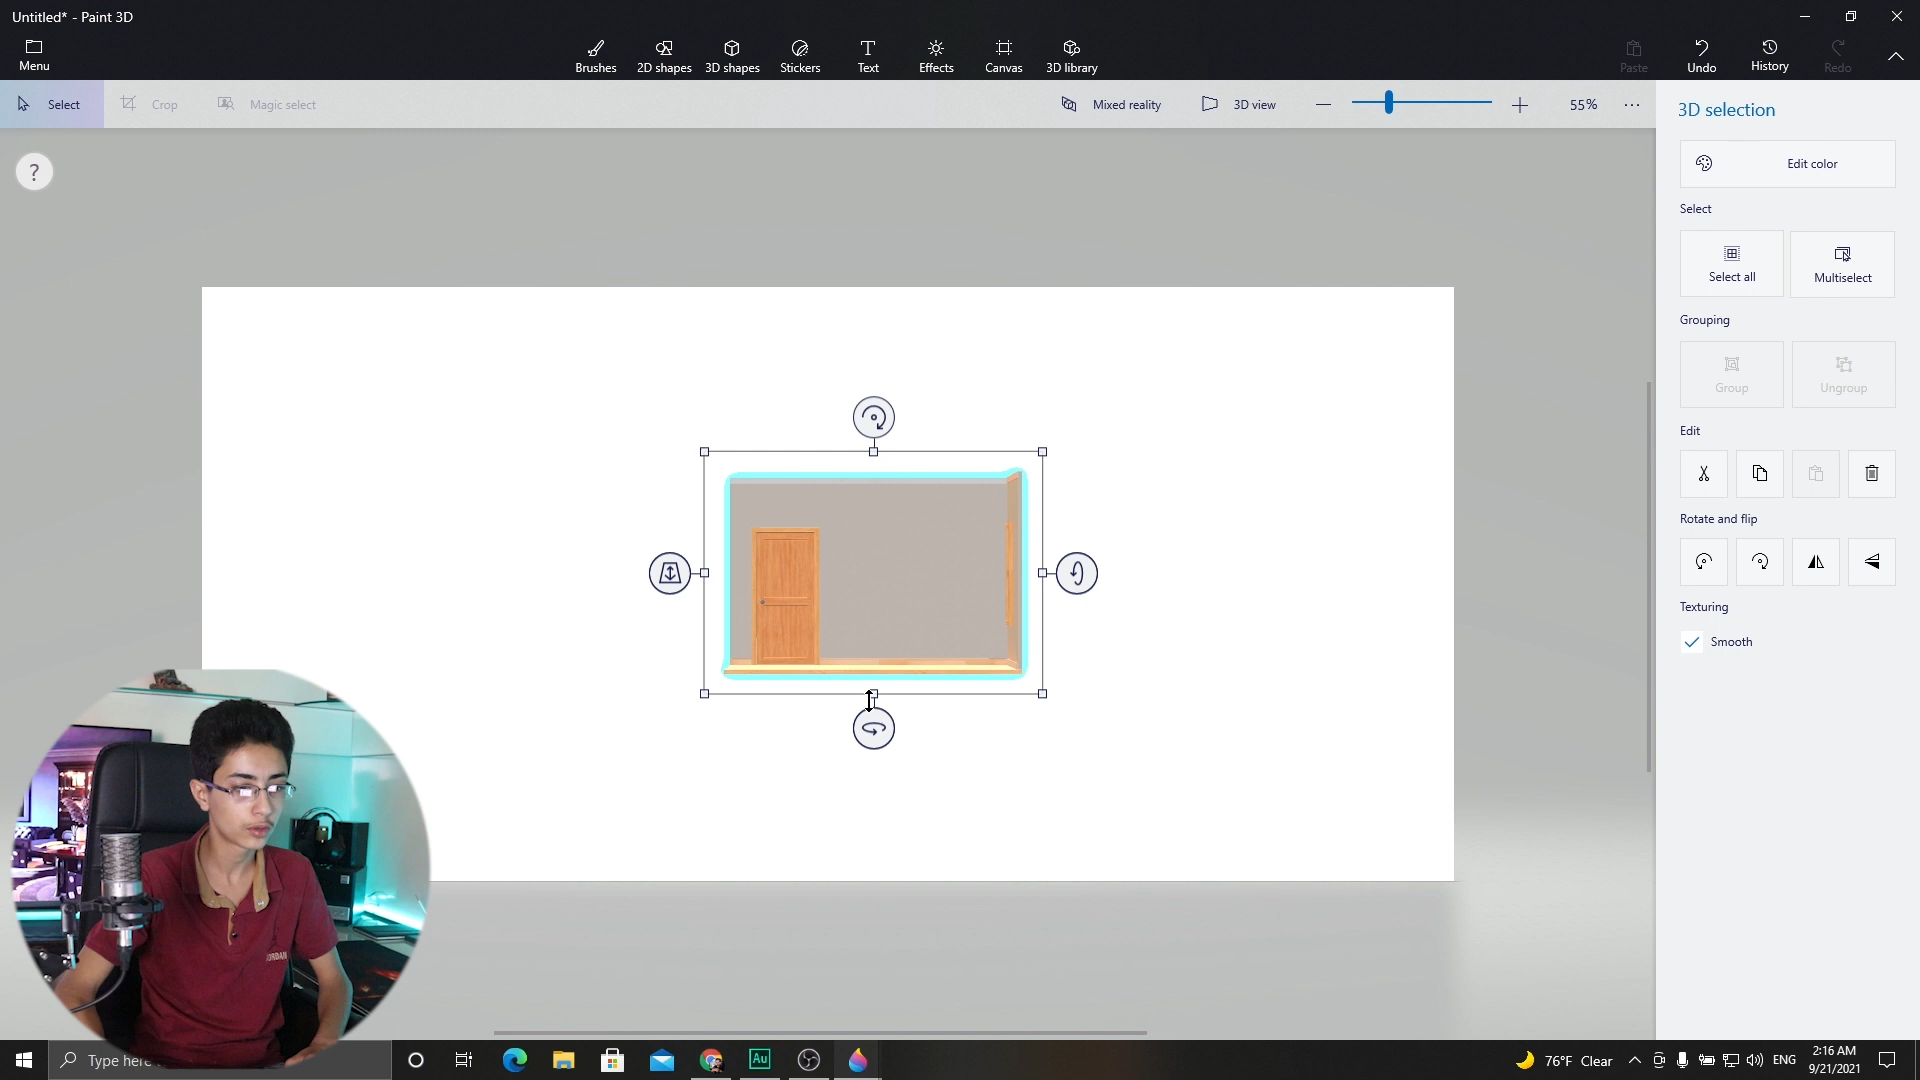 Untitled* - Paint 3D
Menu
Brushes
2D shapes
3D shapes
Stickers
Text
Effects
Canvas
3D library
Paste
Undo
History
Redo
Select
Crop
Magic select
Mixed reality
3D view
55%
?
3D selection
Edit color
Select
Select all
Multiselect
Grouping
Group
Ungroup
Edit
Rotate and flip
Texturing
Smooth
JORDAN
Type here
Au
76°F Clear
ENG
2:16 AM
9/21/2021